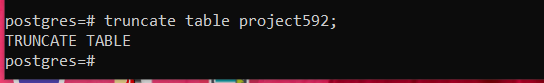 postgres=# truncate table project592;
TRUNCATE TABLE
postgres=#